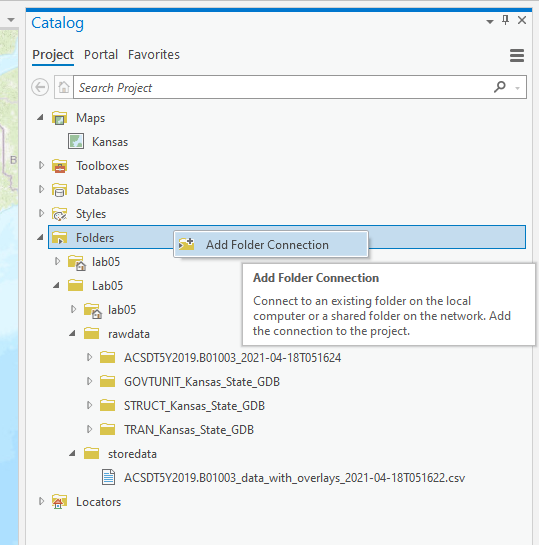 Catalog
Project Portal Favorites
Search Project
Maps
Kansas
Toolboxes
Databases
Styles
Folders
Add Folder Connection
lab05
Add Folder Connection
Lab05
Connect to an existing folder on the local
computer or a shared folder on the network. Add
the connection to the project.
lab05
rawdata
ACSDT5Y2019.B01003_2021-04-18T051624
GOVTUNIT_Kansas_State_GDB
STRUCT_Kansas_State_GDB
TRAN_Kansas_State_GDB
storedata
ACSDT5Y2019.B01003_data_with_overlays_2021-04-18T051622.csv
Locators
B